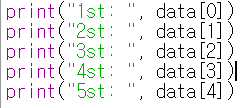 print("1st: ", data[0])
print("2st: ", data[1])
print("3st: ", data[2])
print("4st: ", data[3])
print("5st: ", data[4])